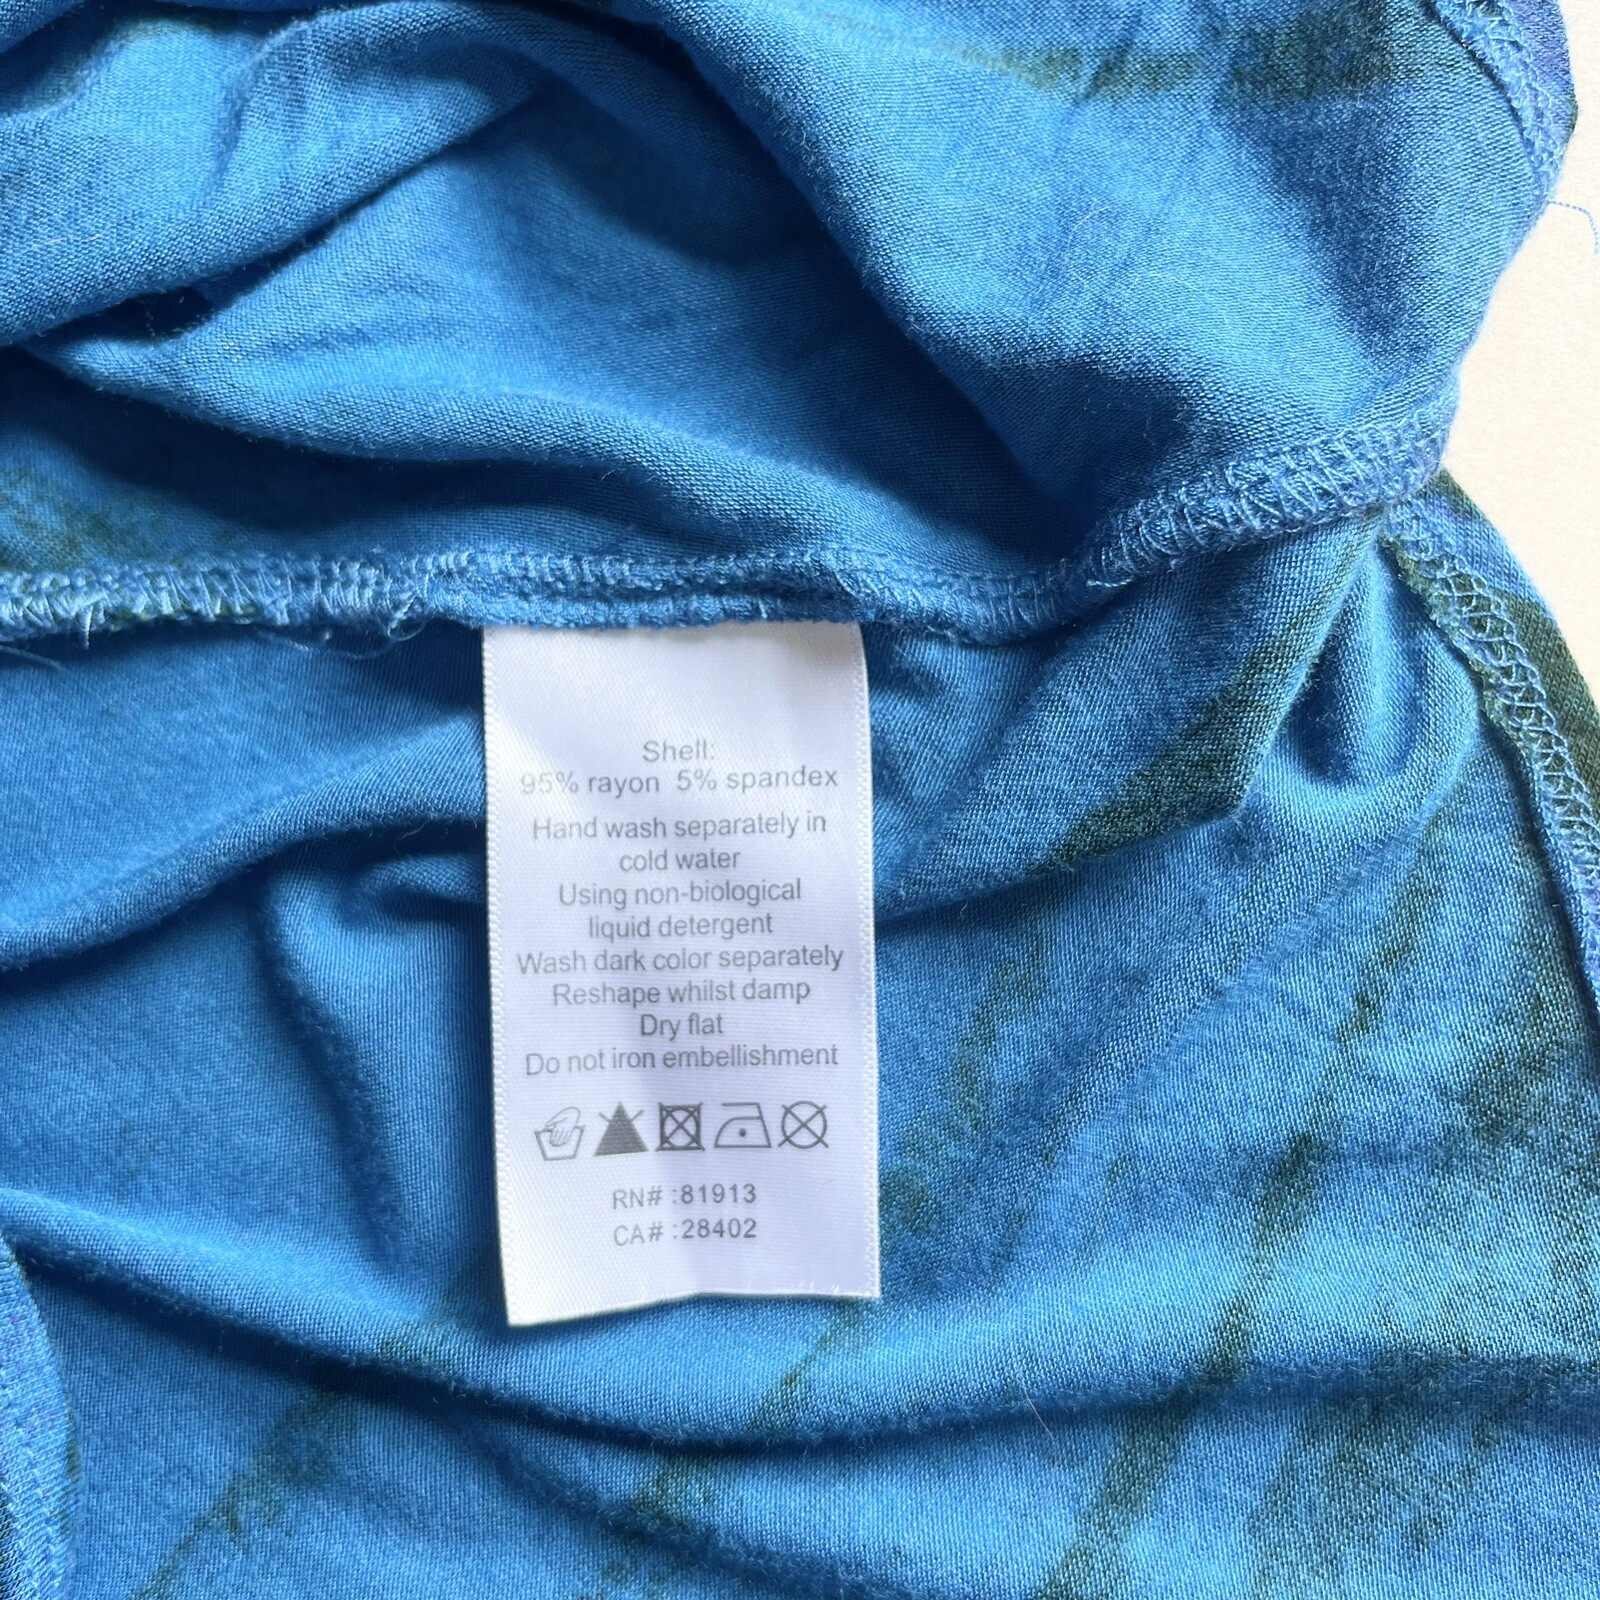 Shell:
95% rayon 5% spandex
Hand wash separately in
cold water
Using non-biological
liquid detergent
Wash dark color separately
Reshape whilst damp
Dry flat
Do not iron embellishment
RN# :81913
CA# :28402